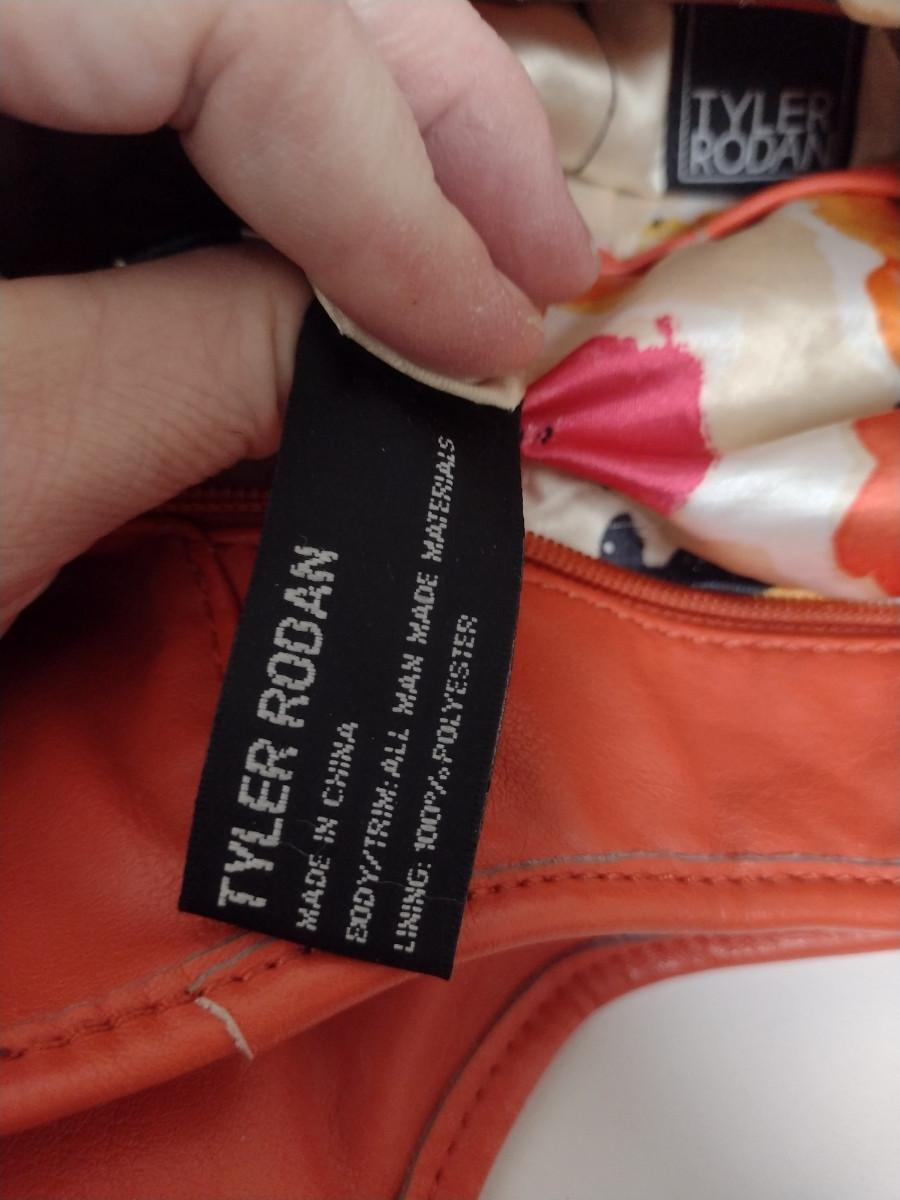 TYLER
RODAN
TYLER RODAN
MADE IN CHINA
BODY/TRIM: ALL MAN MADE MATERIALS
LINING: 100% POLYESTER